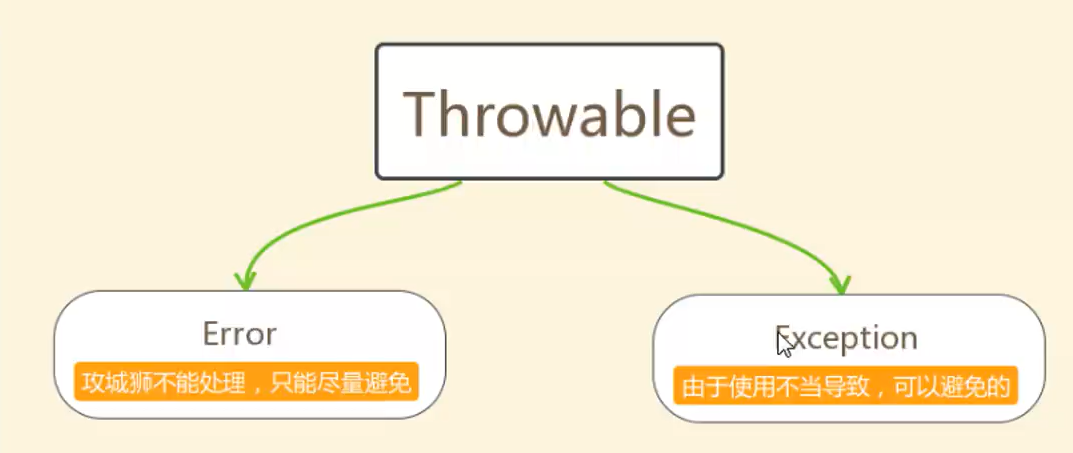 Throwable
Error
攻城狮不能处理，只能尽量避免
Exception
由于使用不当导致，可以避免的